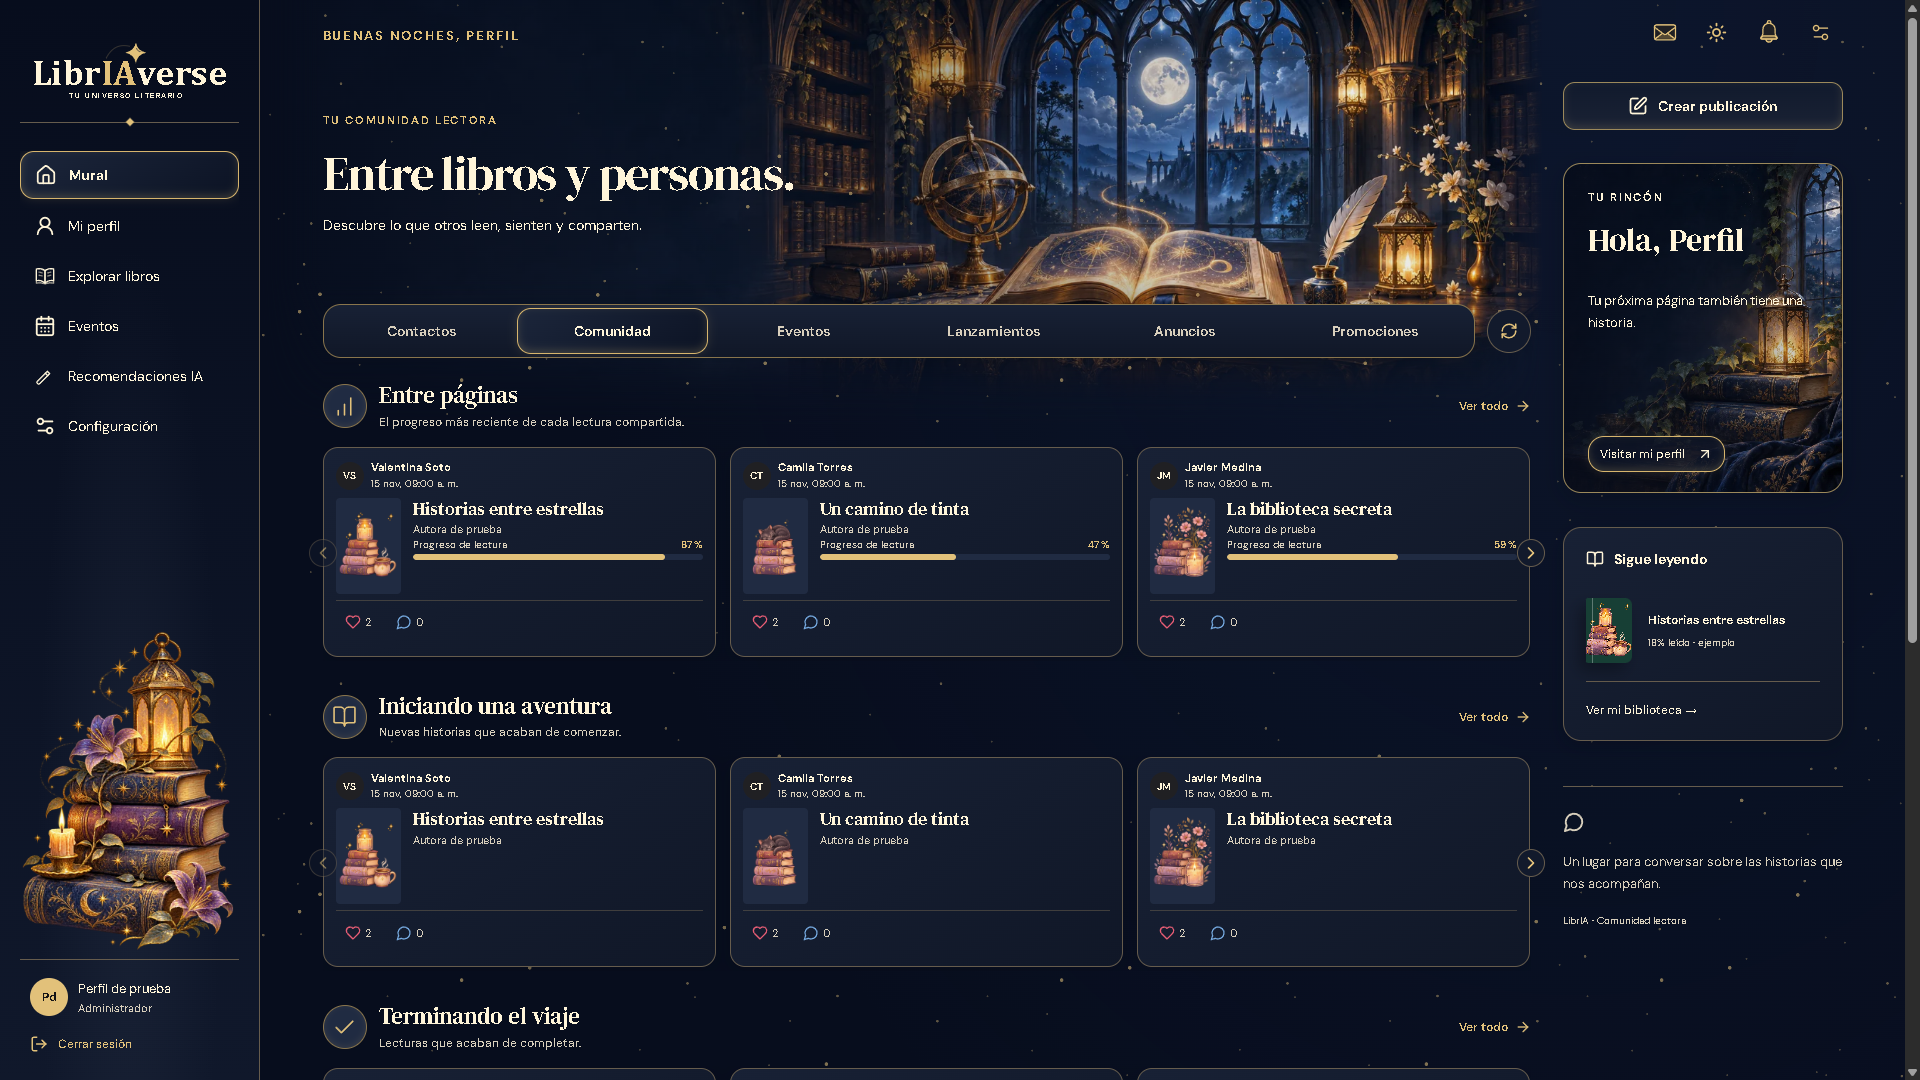 LibrIAverse
TU UNIVERSO LITERARIO
Mural
Mi perfil
Explorar libros
Eventos
Recomendaciones IA
Configuración
Pd
Perfil de prueba
Administrador
Cerrar sesión
BUENAS NOCHES, PERFIL
TU COMUNIDAD LECTORA
Entre libros y personas.
Descubre lo que otros leen, sienten y comparten.
Contactos Comunidad Eventos Lanzamientos Anuncios Promociones
Entre páginas
El progreso más reciente de cada lectura compartida.
Ver todo →
VS
Valentina Soto
15 nov, 09:00 a. m.
Historias entre estrellas
Autora de prueba
Progreso de lectura 87%
2 0
CT
Camila Torres
15 nov, 09:00 a. m.
Un camino de tinta
Autora de prueba
Progreso de lectura 47%
2 0
JM
Javier Medina
15 nov, 09:00 a. m.
La biblioteca secreta
Autora de prueba
Progreso de lectura 59%
2 0
Iniciando una aventura
Nuevas historias que acaban de comenzar.
Ver todo →
VS
Valentina Soto
15 nov, 09:00 a. m.
Historias entre estrellas
Autora de prueba
2 0
CT
Camila Torres
15 nov, 09:00 a. m.
Un camino de tinta
Autora de prueba
2 0
JM
Javier Medina
15 nov, 09:00 a. m.
La biblioteca secreta
Autora de prueba
2 0
Terminando el viaje
Lecturas que acaban de completar.
Ver todo →
Crear publicación
TU RINCÓN
Hola, Perfil
Tu próxima página también tiene una
historia.
Visitar mi perfil
Sigue leyendo
Historias entre estrellas
18% leído · ejemplo
Ver mi biblioteca →
Un lugar para conversar sobre las historias que
nos acompañan.
LibrIA · Comunidad lectora